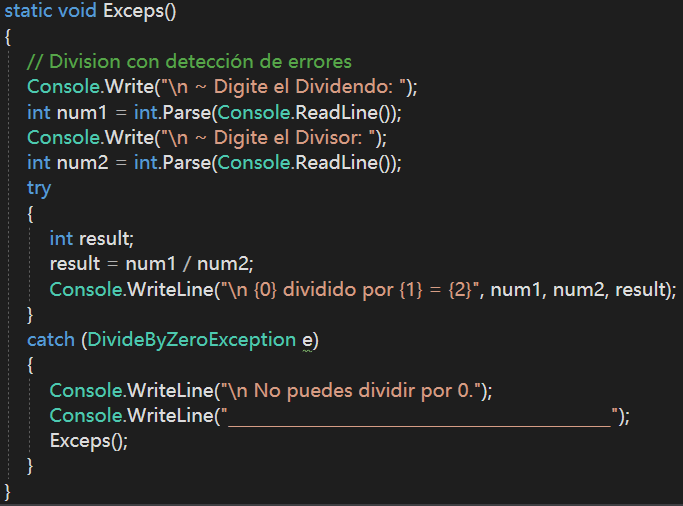 static void Exceps()
{
// Division con detección de errores
Console.Write("\n ~ Digite el Dividendo: ");
int num1 = int.Parse(Console.ReadLine());
Console.Write("\n ~ Digite el Divisor: ");
int num2 = int.Parse(Console.ReadLine());
try
{
int result;
result = num1 / num2;
Console.WriteLine("\n {0} dividido por {1} = {2}", num1, num2, result);
}
catch (DivideByZeroException e)
{
Console.WriteLine("\n No puedes dividir por 0.");
Console.WriteLine("______________________________________");
Exceps();
}
}